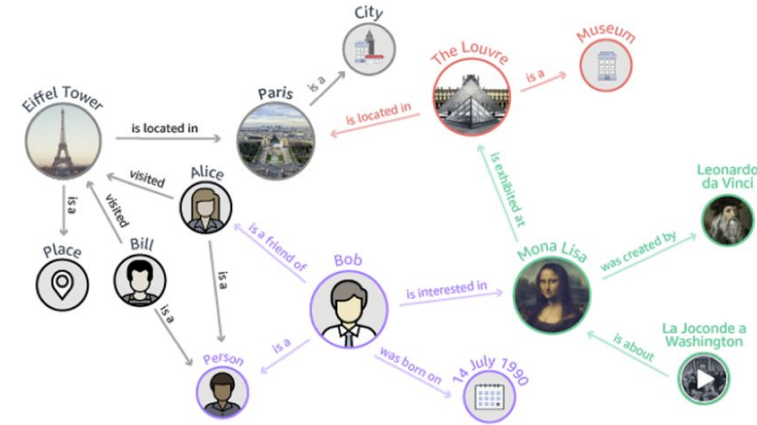 City
is a
The Louvre
is a
Museum
Eiffel Tower
is located in
Paris
is located in
visited
Alice
is a
visited
Bill
is a
Place
is a
is a friend of
Bob
is interested in
is exhibited at
Mona Lisa
was created by
Leonardo
da Vinci
is about
La Joconde a
Washington
Person
is a
was born on
14 July 1990